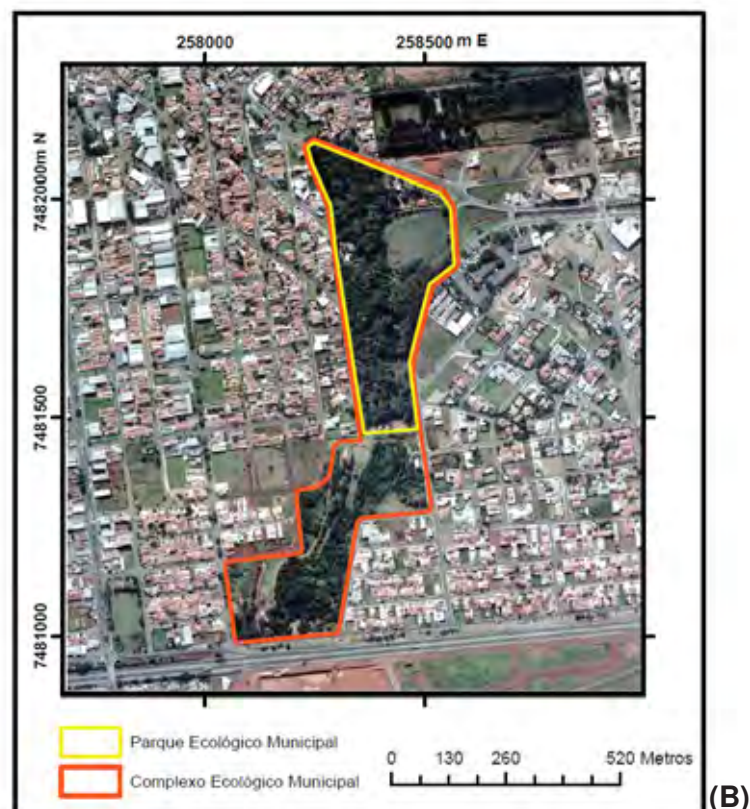 258000 258500 m E
7482000m N
7481500
7481000
Parque Ecológico Municipal
Complexo Ecológico Municipal
0 130 260 520 Metros
(B)